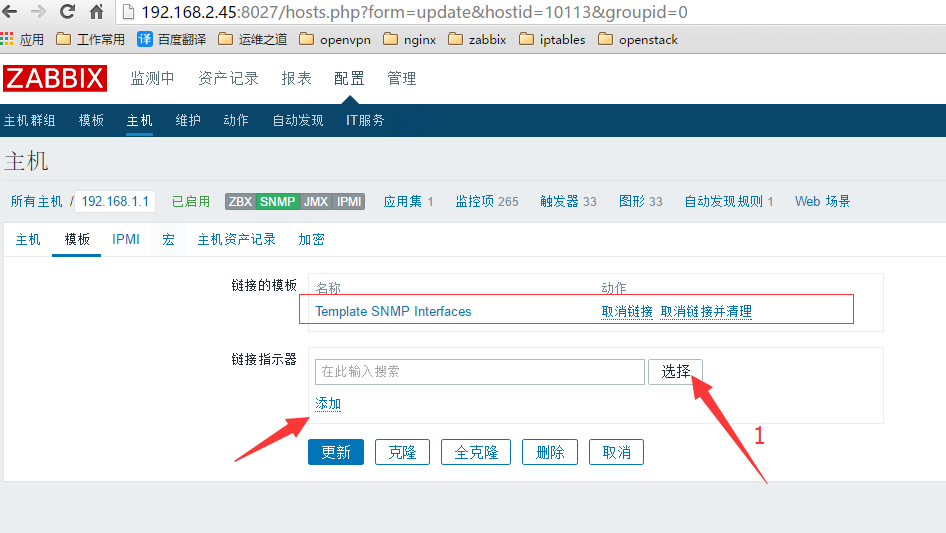 192.168.2.45:8027/hosts.php?form=update&hostid=10113&groupid=0
应用 工作常用 译 百度翻译 运维之道 openvpn nginx zabbix iptables openstack
ZABBIX 监测中 资产记录 报表 配置 管理
主机群组 模板 主机 维护 动作 自动发现 IT服务
主机
所有主机 / 192.168.1.1 已启用 ZBX SNMP JMX IPMI 应用集 1 监控项 265 触发器 33 图形 33 自动发现规则 1 Web 场景
主机 模板 IPMI 宏 主机资产记录 加密
链接的模板 名称 动作
Template SNMP Interfaces 取消链接 取消链接并清理
链接指示器
在此输入搜索 选择
添加
1
更新 克隆 全克隆 删除 取消